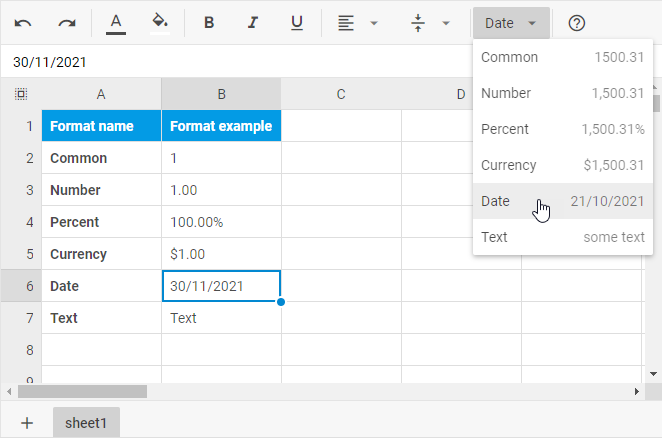 A B I U Date
30/11/2021
A B C D
1 Format name Format example
2 Common 1
3 Number 1.00
4 Percent 100.00%
5 Currency $1.00
6 Date 30/11/2021
7 Text Text
8
9
Common 1500.31
Number 1,500.31
Percent 1,500.31%
Currency $1,500.31
Date 21/10/2021
Text some text
sheet1